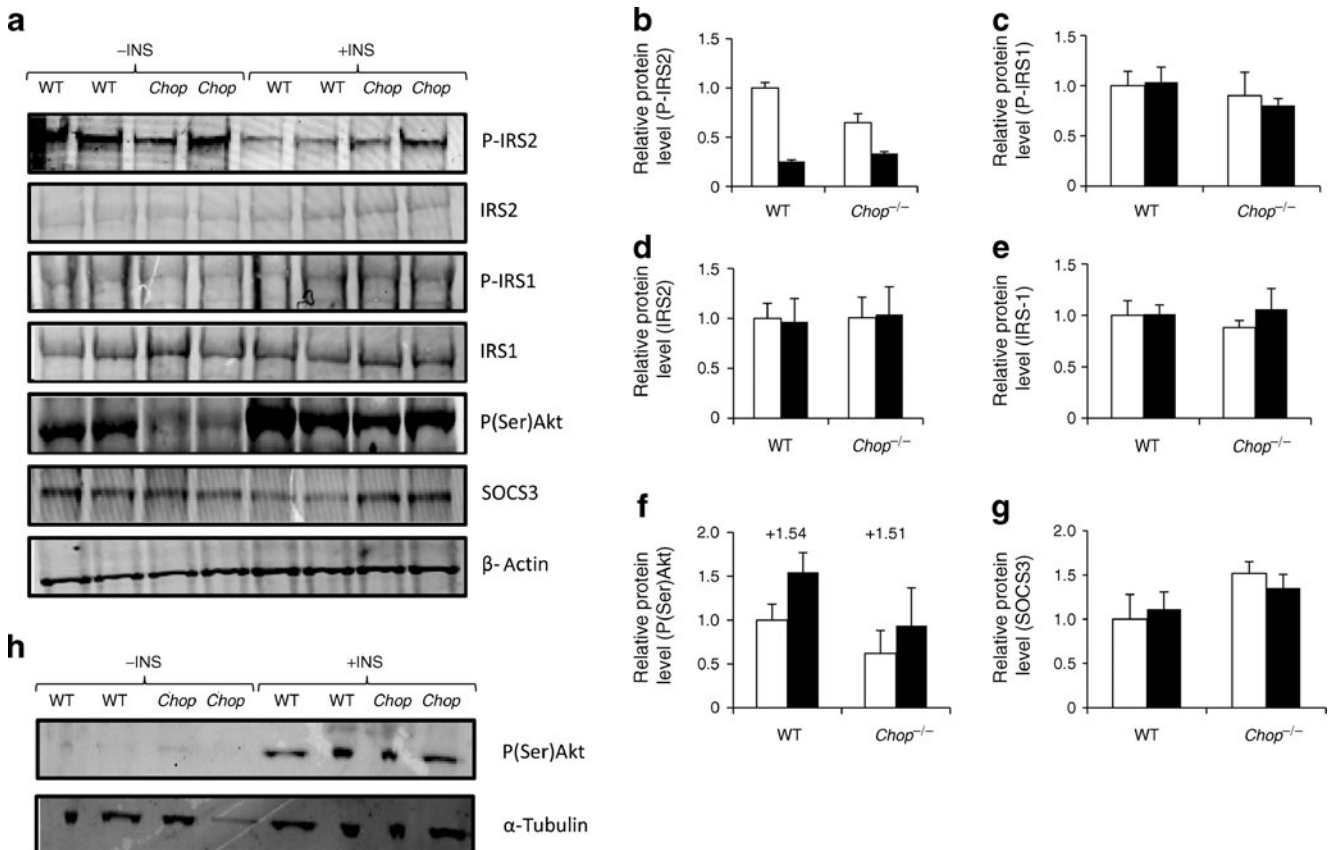 a
–INS +INS
WT WT Chop Chop WT WT Chop Chop
P-IRS2
IRS2
P-IRS1
IRS1
P(Ser)Akt
SOCS3
β- Actin
b
Relative protein
level (P-IRS2)
1.5
1.0
0.5
0
WT Chop–/–
c
Relative protein
level (P-IRS1)
1.5
1.0
0.5
0
WT Chop–/–
d
Relative protein
level (IRS2)
1.5
1.0
0.5
0
WT Chop–/–
e
Relative protein
level (IRS-1)
1.5
1.0
0.5
0
WT Chop–/–
f
Relative protein
level (P(Ser)Akt)
2.0
1.5
1.0
0.5
0
+1.54 +1.51
WT Chop–/–
g
Relative protein
level (SOCS3)
2.0
1.5
1.0
0.5
0
WT Chop–/–
h
–INS +INS
WT WT Chop Chop WT WT Chop Chop
P(Ser)Akt
α-Tubulin